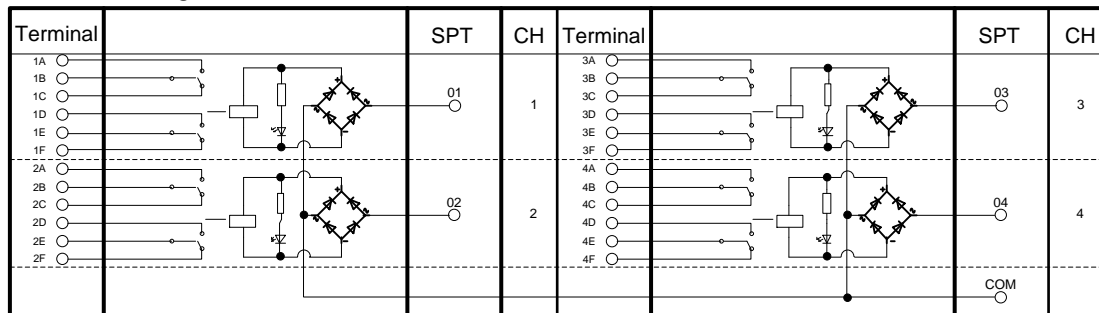 Terminal SPT CH Terminal SPT CH
1A 3A
1B 3B
1C 01 1 3C 03 3
1D 3D
1E 3E
1F 3F
2A 4A
2B 4B
2C 02 2 4C 04 4
2D 4D
2E 4E
2F 4F
COM